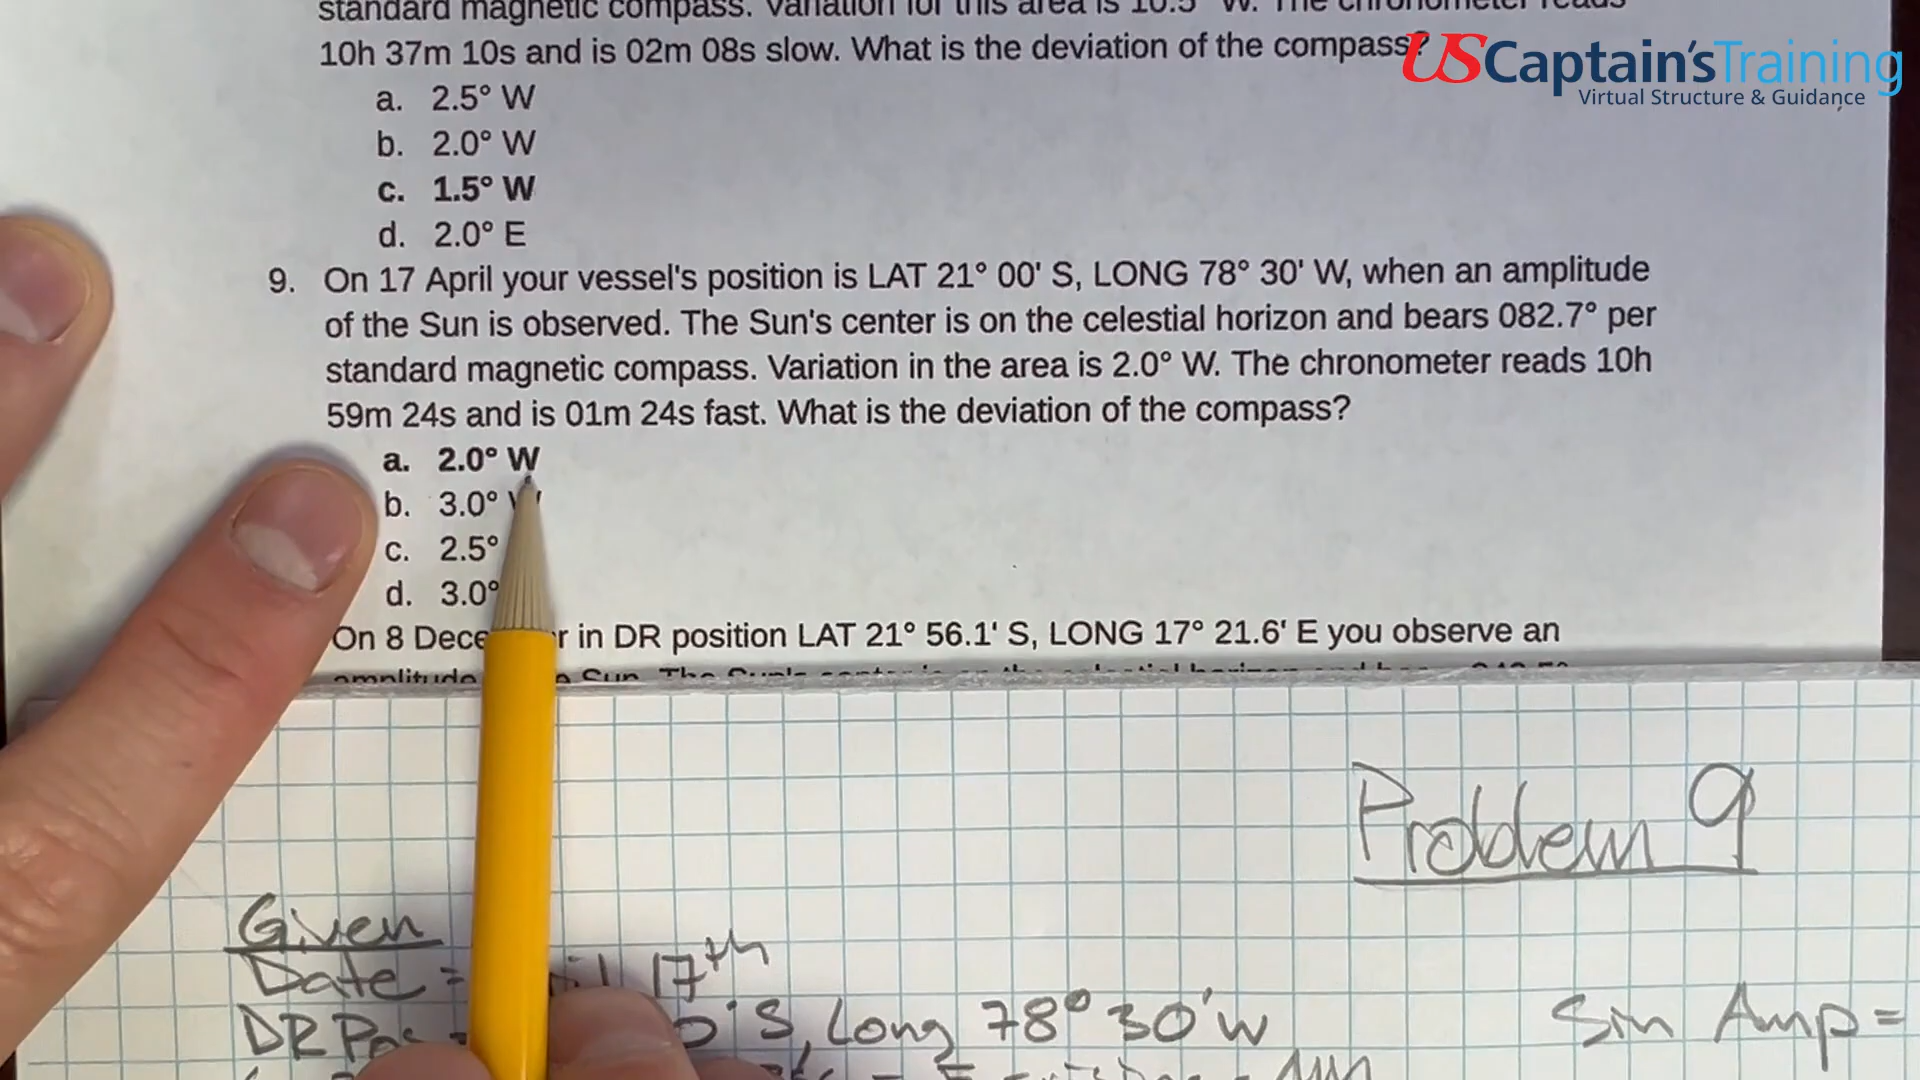 standard magnetic compass. Variation for this area is 10.5° W. The chronometer reads
10h 37m 10s and is 02m 08s slow. What is the deviation of the compass?
USCaptain'sTraining
Virtual Structure & Guidance
a. 2.5° W
b. 2.0° W
c. 1.5° W
d. 2.0° E
9. On 17 April your vessel's position is LAT 21° 00' S, LONG 78° 30' W, when an amplitude
of the Sun is observed. The Sun's center is on the celestial horizon and bears 082.7° per
standard magnetic compass. Variation in the area is 2.0° W. The chronometer reads 10h
59m 24s and is 01m 24s fast. What is the deviation of the compass?
a. 2.0° W
b. 3.0° W
c. 2.5°
d. 3.0°
On 8 Dece r in DR position LAT 21° 56.1' S, LONG 17° 21.6' E you observe an
amplitude Sun. The Sun's
Problem 9
Given
Date = 17th
DR Pos 0'S, Long 78° 30'W
Sin Amp =